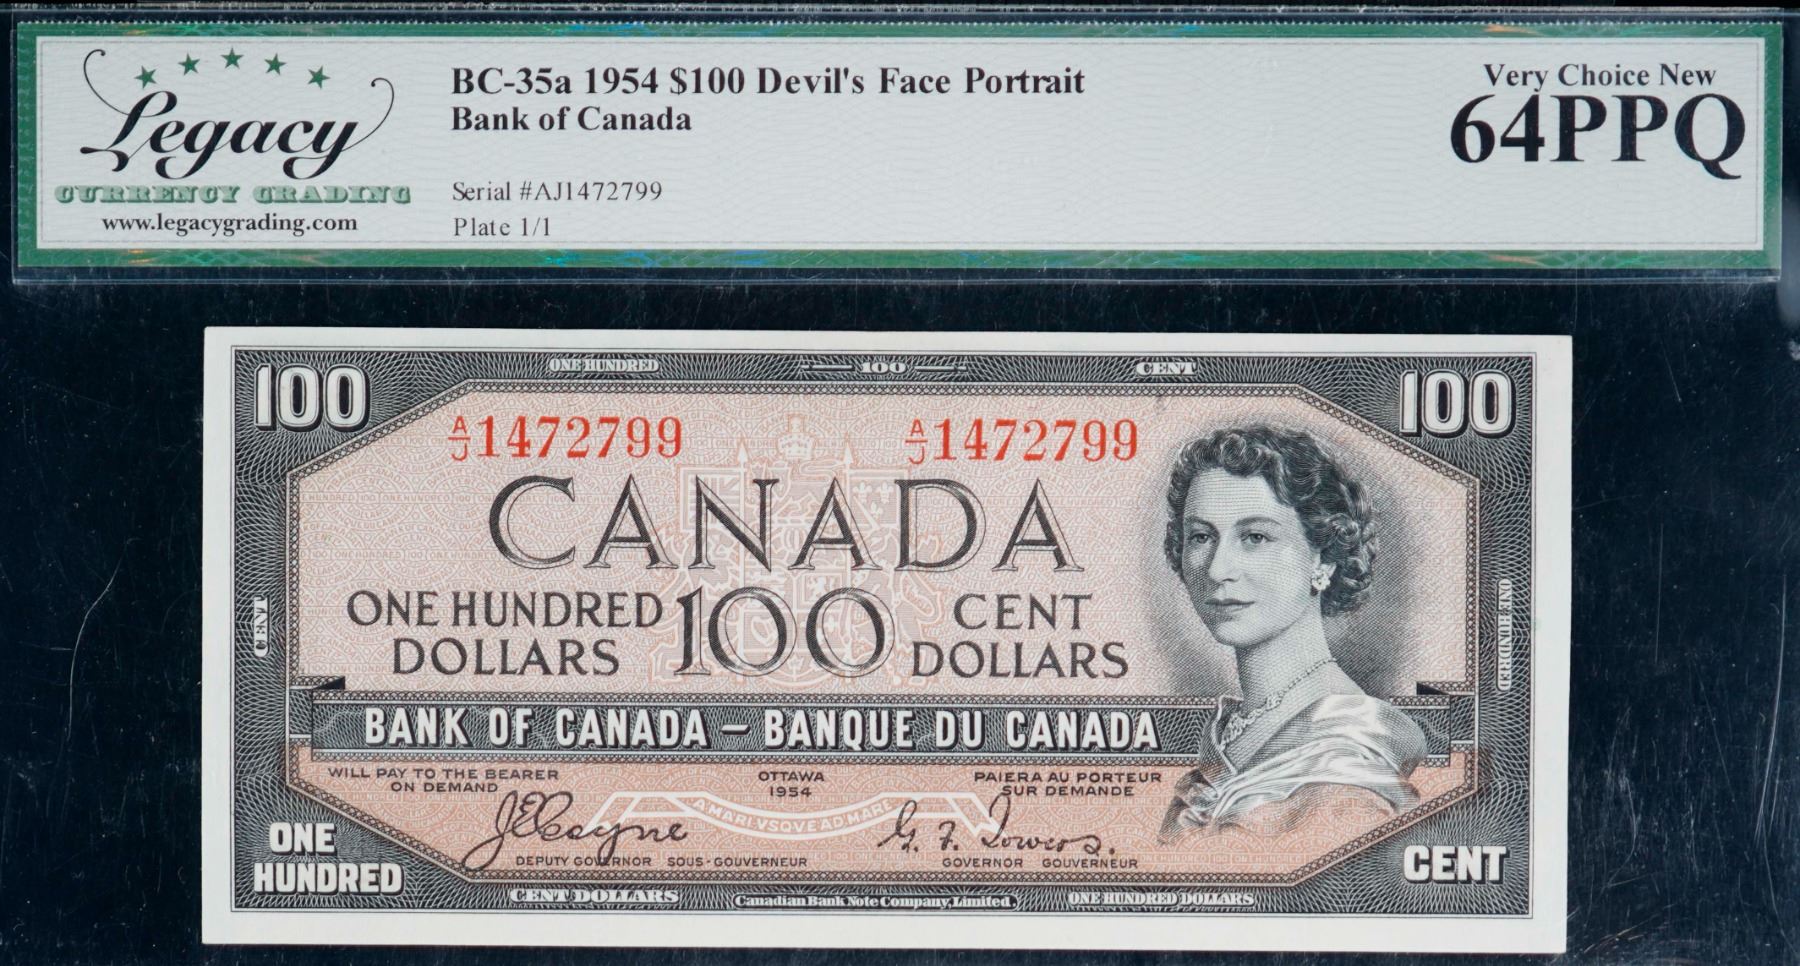 Legacy
CURRENCY GRADING
www.legacygrading.com
BC-35a 1954 $100 Devil's Face Portrait
Bank of Canada
Serial #AJ1472799
Plate 1/1
Very Choice New
64PPQ
ONE HUNDRED 100 CENT
100 100
A/J 1472799 A/J 1472799
CANADA
ONE HUNDRED DOLLARS 100 CENT DOLLARS
CENT
ONE HUNDRED
BANK OF CANADA – BANQUE DU CANADA
WILL PAY TO THE BEARER ON DEMAND
OTTAWA
1954
PAIERA AU PORTEUR SUR DEMANDE
A·MARI·VSQVE·AD·MARE
J.E. Coyne
G. F. Towers.
DEPUTY GOVERNOR SOUS-GOUVERNEUR
GOVERNOR GOUVERNEUR
ONE HUNDRED
CENT
CENT DOLLARS
Canadian Bank Note Company, Limited.
ONE HUNDRED DOLLARS